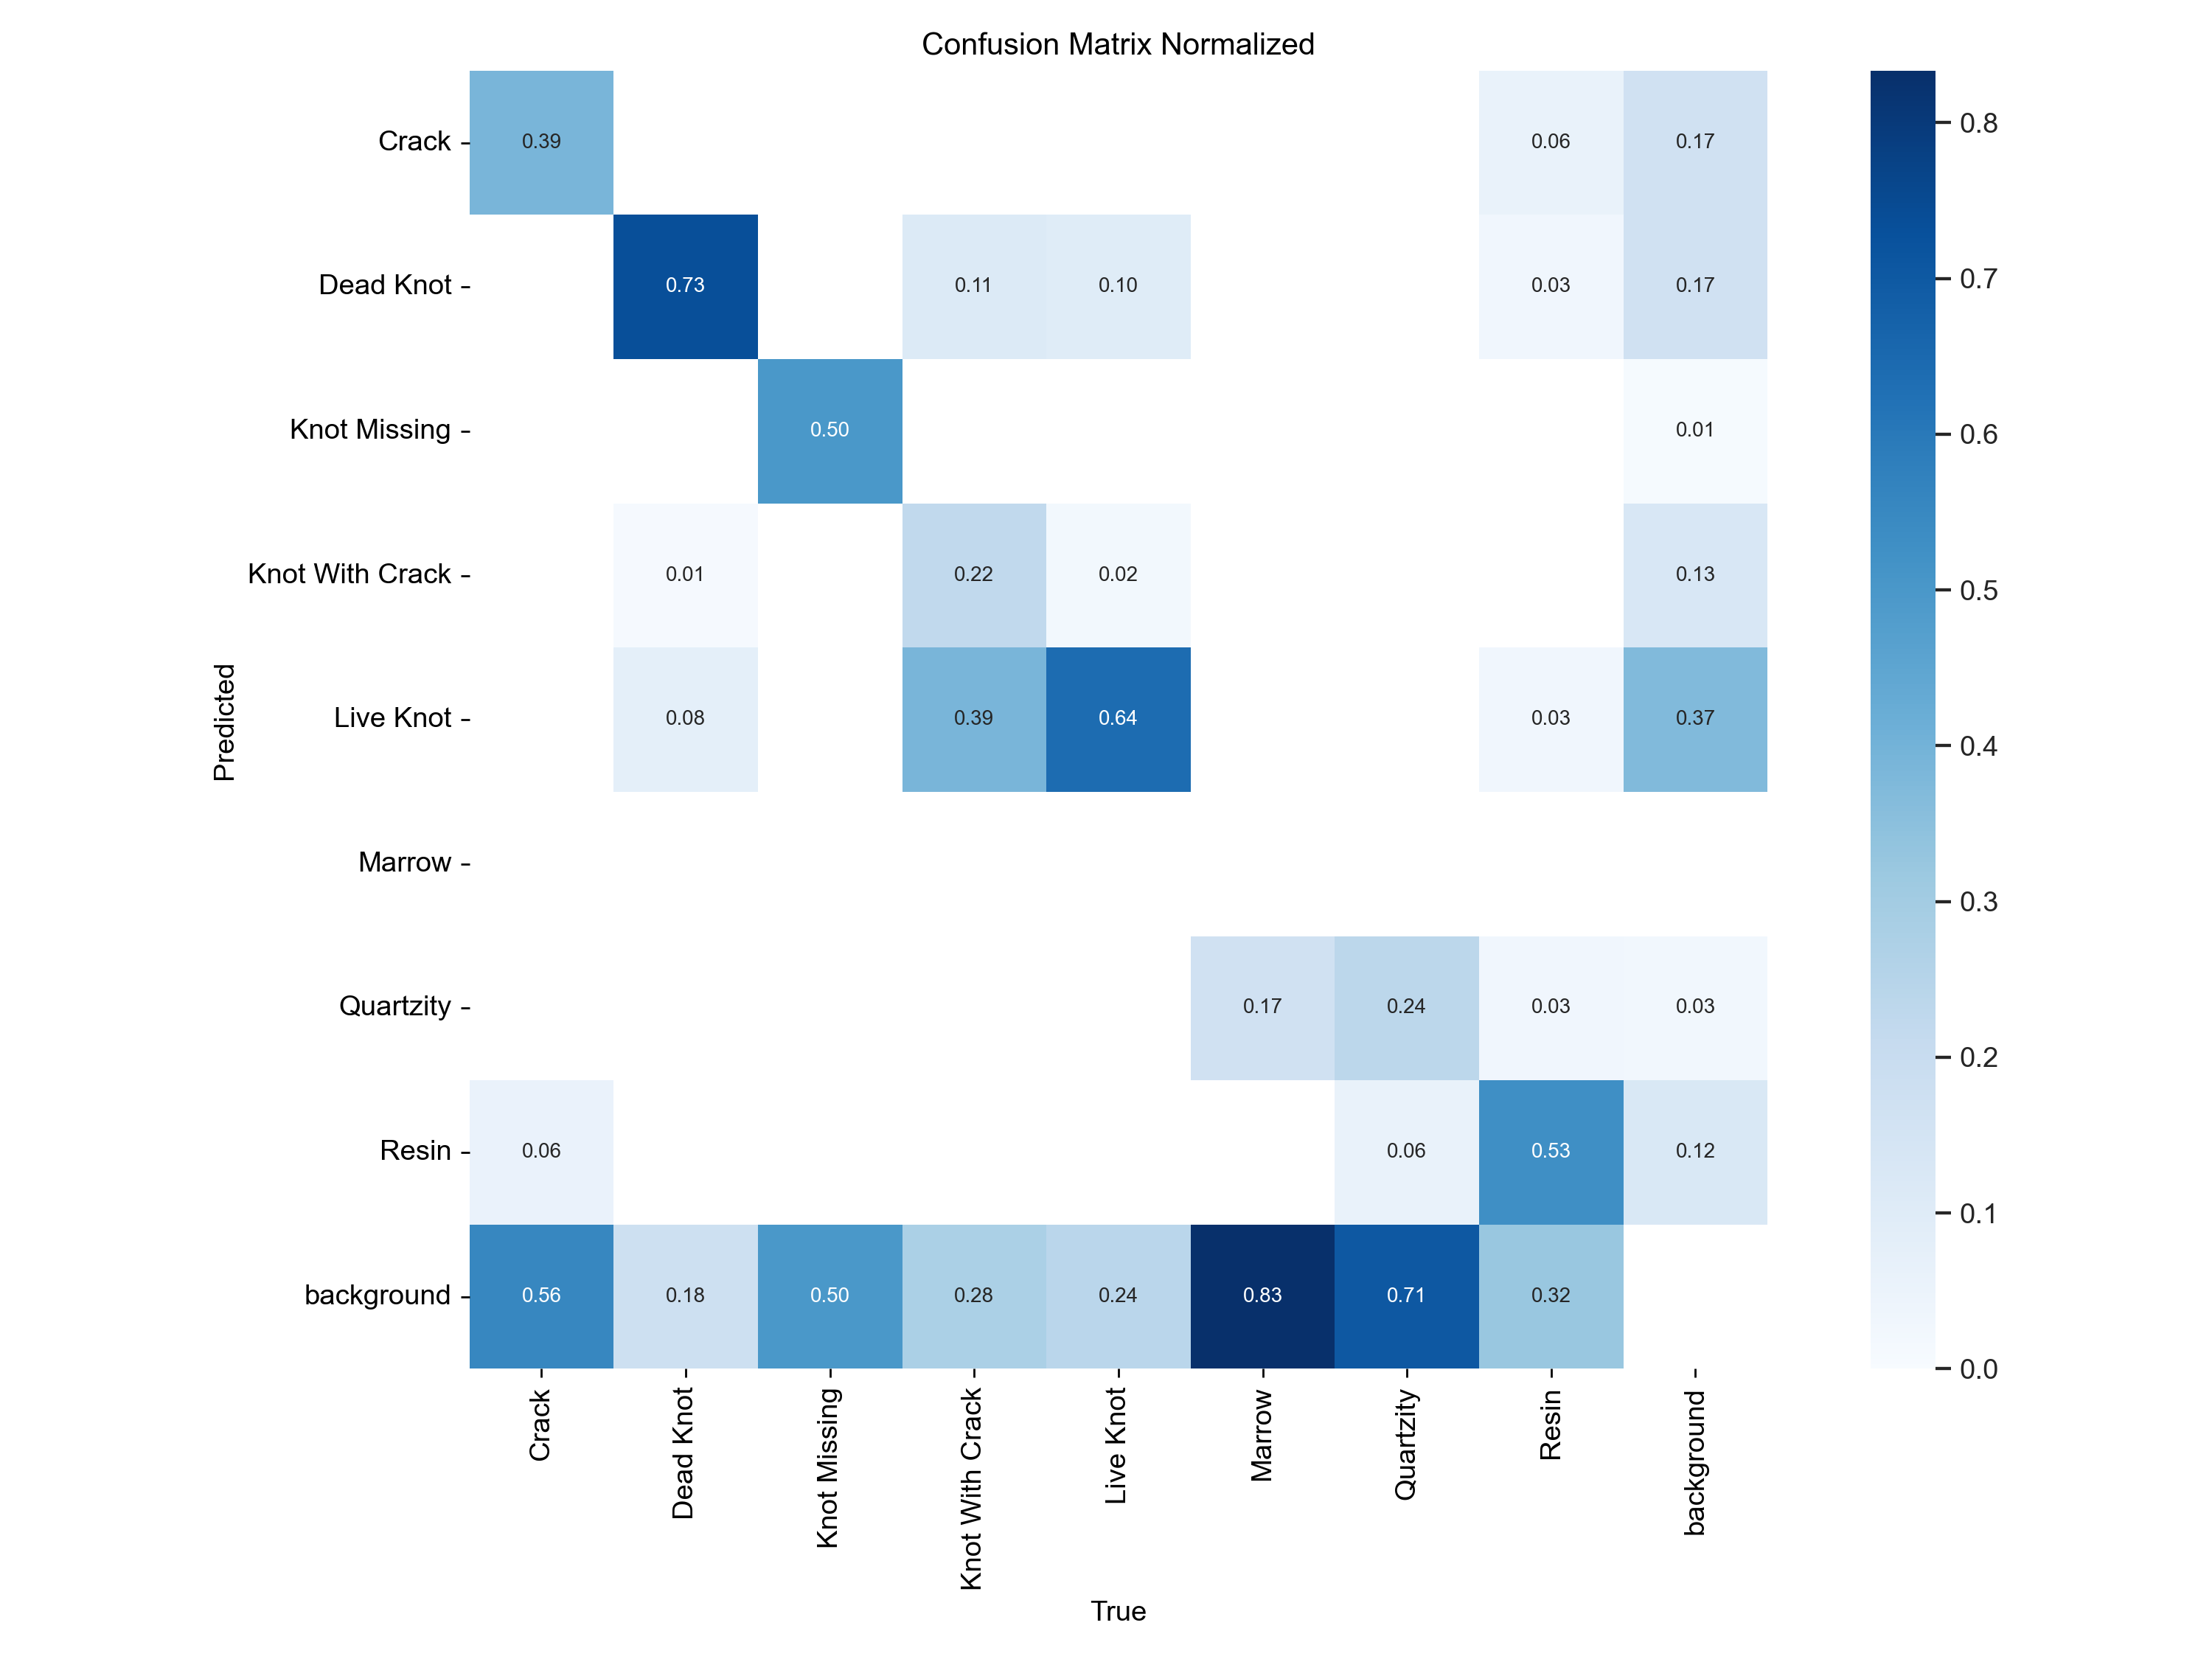 Confusion Matrix Normalized
Crack 0.39 0.06 0.17
Dead Knot 0.73 0.11 0.10 0.03 0.17
Knot Missing 0.50 0.01
Knot With Crack 0.01 0.22 0.02 0.13
Live Knot 0.08 0.39 0.64 0.03 0.37
Marrow
Quartzity 0.17 0.24 0.03 0.03
Resin 0.06 0.06 0.53 0.12
background 0.56 0.18 0.50 0.28 0.24 0.83 0.71 0.32
Predicted
Crack
Dead Knot
Knot Missing
Knot With Crack
Live Knot
Marrow
Quartzity
Resin
background
True
0.8
0.7
0.6
0.5
0.4
0.3
0.2
0.1
0.0